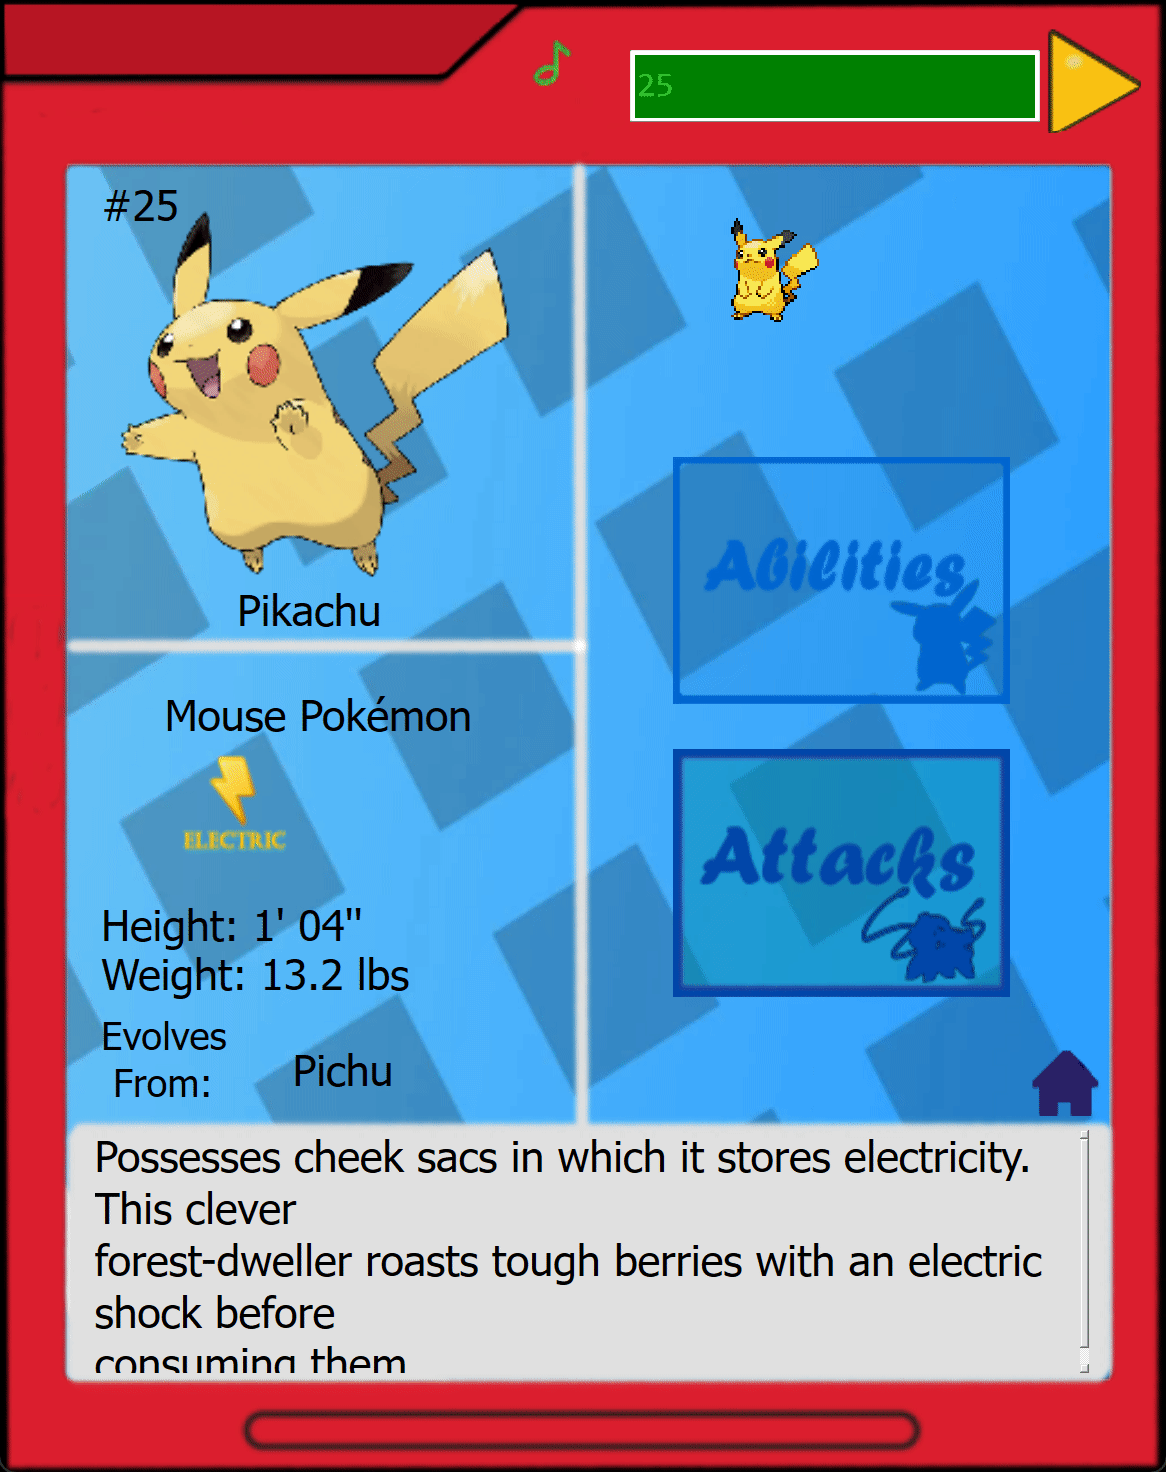 25
#25
Pikachu
Mouse Pokémon
ELECTRIC
Height: 1' 04"
Weight: 13.2 lbs
Evolves
From:
Pichu
Abilities
Attacks
Possesses cheek sacs in which it stores electricity.
This clever
forest-dweller roasts tough berries with an electric
shock before
consuming them